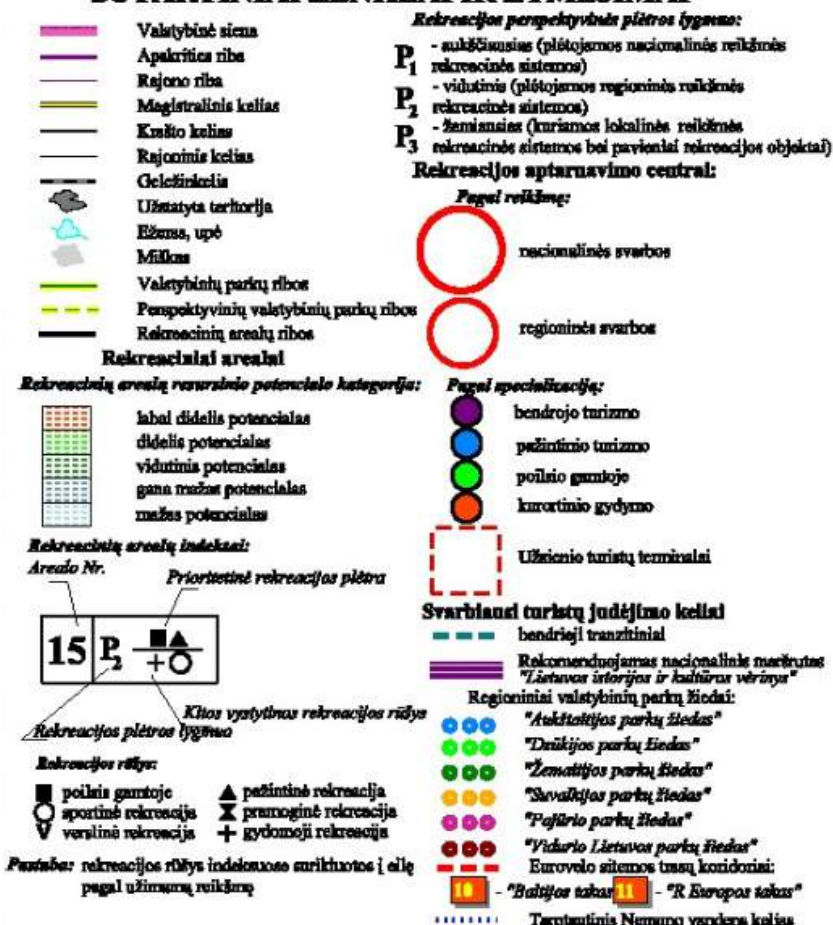 Valstybinė siena
Apskrities riba
Rajono riba
Magistralinis kelias
Krašto kelias
Rajoninis kelias
Geležinkelis
Užstatyta teritorija
Ežeras, upė
Miškas
Valstybinių parkų ribos
Perspektyvinių valstybinių parkų ribos
Rekreacinių arealų ribos
Rekreaciniai arealai
Rekreacinių arealų resursinio potencialo kategorija:
labai didelis potencialas
didelis potencialas
vidutinis potencialas
gana mažas potencialas
mažas potencialas
Rekreacinių arealų indeksai:
Arealo Nr.
Prioritetinė rekreacijos plėtra
15 P2
Kitos vystytinos rekreacijos rūšys
Rekreacijos plėtros lygmuo
Rekreacijos rūšys:
poilsis gamtoje
pažintinė rekreacija
sportinė rekreacija
pramoginė rekreacija
verslinė rekreacija
gydomoji rekreacija
Pastaba: rekreacijos rūšys indeksuose surikiuotos į eilę
pagal užimamą reikšmę
Rekreacijos perspektyvinės plėtros lygmuo:
P1 - aukščiausias (plėtojamos nacionalinės reikšmės
rekreacinės sistemos)
P2 - vidutinis (plėtojamos regioninės reikšmės
rekreacinės sistemos)
P3 - žemiausias (kuriamos lokalinės reikšmės
rekreacinės sistemos bei pavieniai rekreacijos objektai)
Rekreacijos aptarnavimo centrai:
Pagal reikšmę:
nacionalinės svarbos
regioninės svarbos
Pagal specializaciją:
bendrojo turizmo
pažintinio turizmo
poilsio gamtoje
kurortinio gydymo
Užsienio turistų terminalai
Svarbiausi turistų judėjimo keliai
bendrieji tranzitiniai
Rekomenduojamas nacionalinis maršrutas
"Lietuvos istorijos ir kultūros vėrinys"
Regioniniai valstybinių parkų žiedai:
"Aukštaitijos parkų žiedas"
"Dzūkijos parkų žiedas"
"Žemaitijos parkų žiedas"
"Suvalkijos parkų žiedas"
"Pajūrio parkų žiedas"
"Vidurio Lietuvos parkų žiedas"
Eurovelo sitemos trasų koridoriai:
10 - "Baltijos takas" 11 - "R Europos takas"
Tarptautinis Nemuno vandens kelias